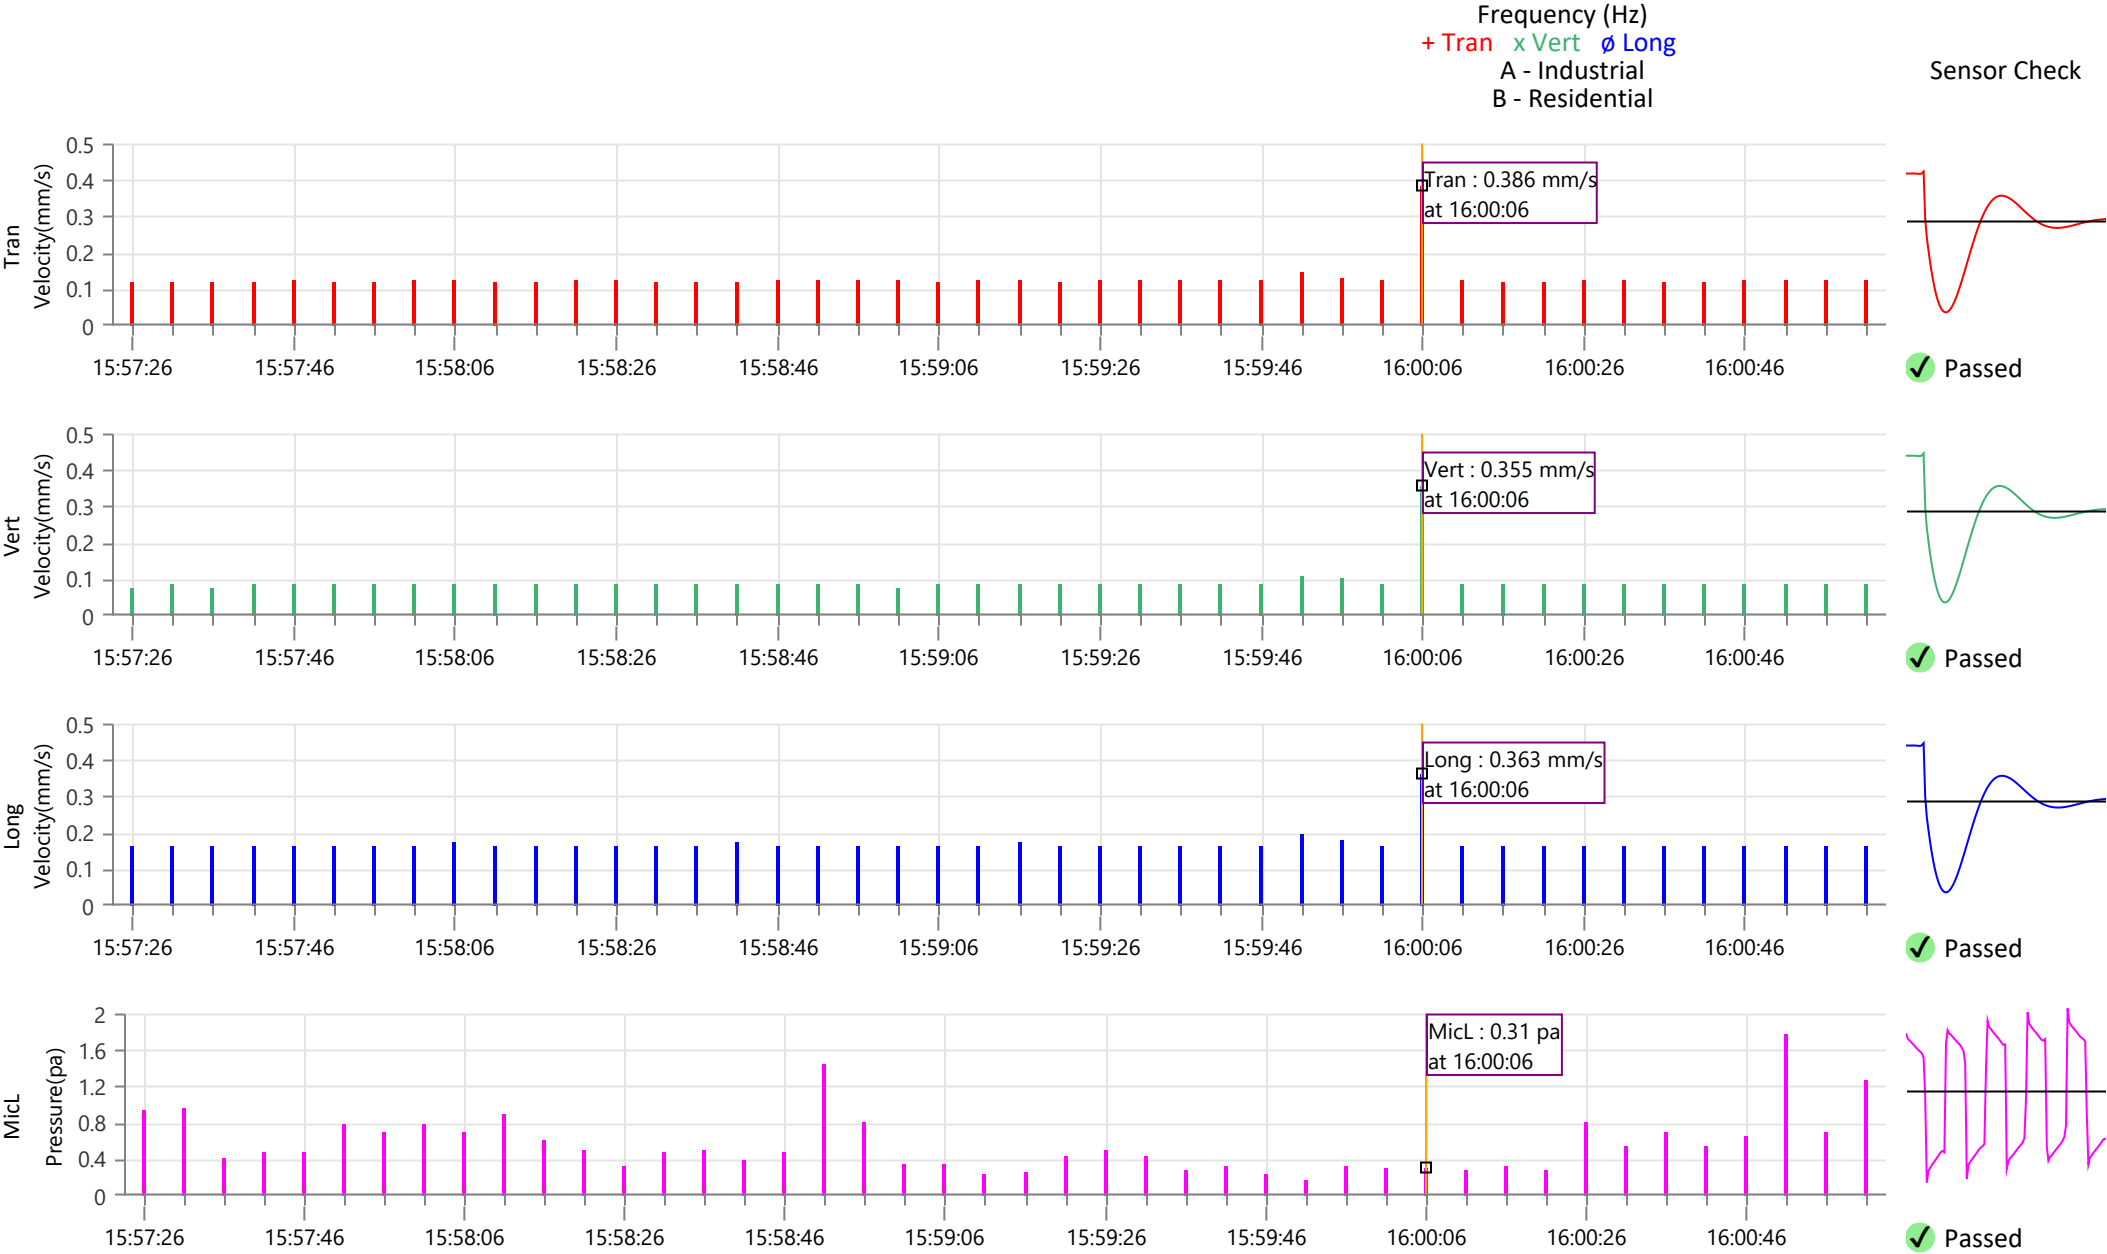 Frequency (Hz)
+ Tran x Vert ø Long
A - Industrial
B - Residential
Sensor Check
Tran
Velocity(mm/s)
0.5
0.4
0.3
0.2
0.1
0
Tran : 0.386 mm/s
at 16:00:06
15:57:26 15:57:46 15:58:06 15:58:26 15:58:46 15:59:06 15:59:26 15:59:46 16:00:06 16:00:26 16:00:46
Passed
Vert
Velocity(mm/s)
0.5
0.4
0.3
0.2
0.1
0
Vert : 0.355 mm/s
at 16:00:06
15:57:26 15:57:46 15:58:06 15:58:26 15:58:46 15:59:06 15:59:26 15:59:46 16:00:06 16:00:26 16:00:46
Passed
Long
Velocity(mm/s)
0.5
0.4
0.3
0.2
0.1
0
Long : 0.363 mm/s
at 16:00:06
15:57:26 15:57:46 15:58:06 15:58:26 15:58:46 15:59:06 15:59:26 15:59:46 16:00:06 16:00:26 16:00:46
Passed
MicL
Pressure(pa)
2
1.6
1.2
0.8
0.4
0
MicL : 0.31 pa
at 16:00:06
15:57:26 15:57:46 15:58:06 15:58:26 15:58:46 15:59:06 15:59:26 15:59:46 16:00:06 16:00:26 16:00:46
Passed